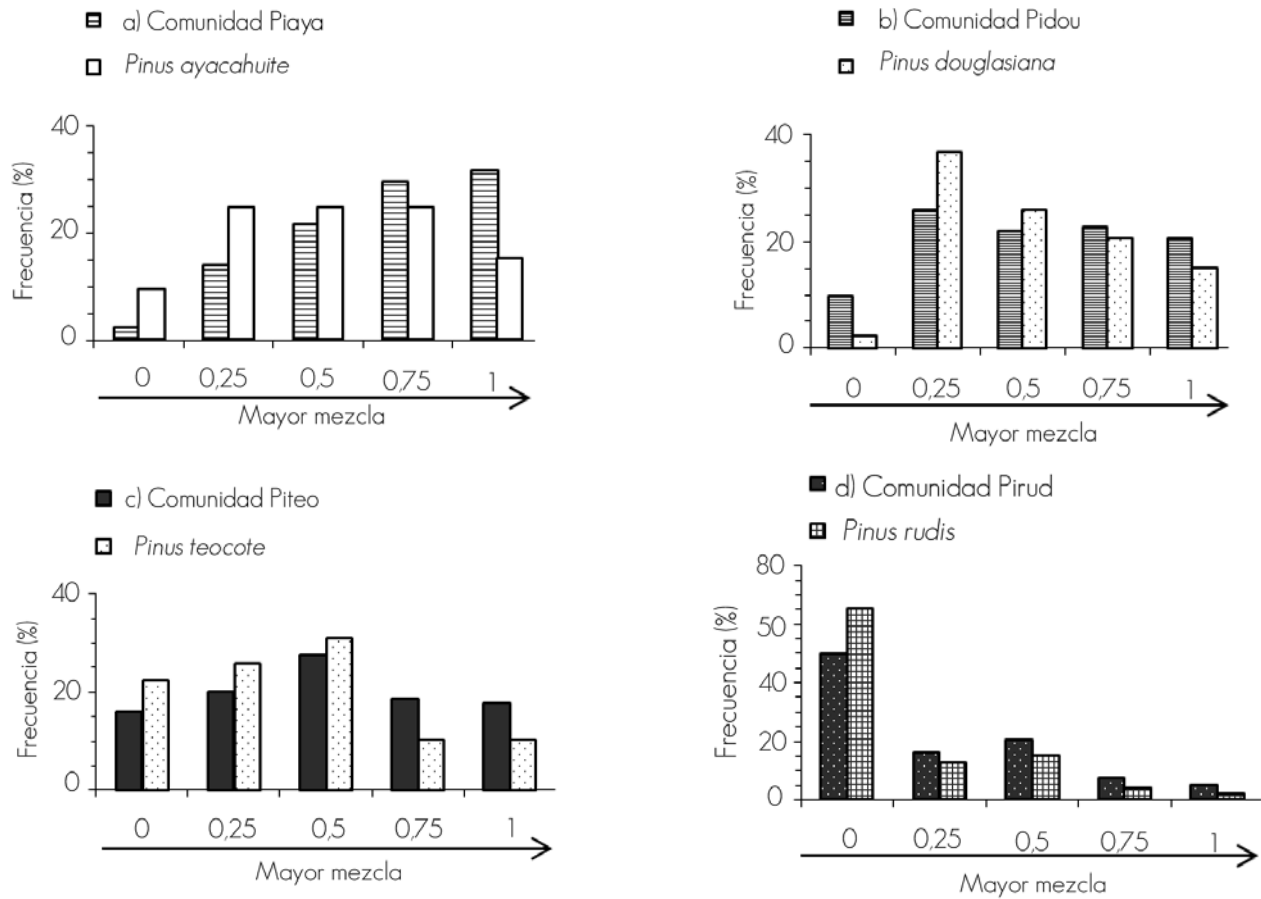 a) Comunidad Piaya
Pinus ayacahuite
Frecuencia (%)
40
20
0
0 0,25 0,5 0,75 1
Mayor mezcla
b) Comunidad Pidou
Pinus douglasiana
Frecuencia (%)
40
20
0
0 0,25 0,5 0,75 1
Mayor mezcla
c) Comunidad Piteo
Pinus teocote
Frecuencia (%)
40
20
0
0 0,25 0,5 0,75 1
Mayor mezcla
d) Comunidad Pirud
Pinus rudis
Frecuencia (%)
80
50
40
20
0
0 0,25 0,5 0,75 1
Mayor mezcla